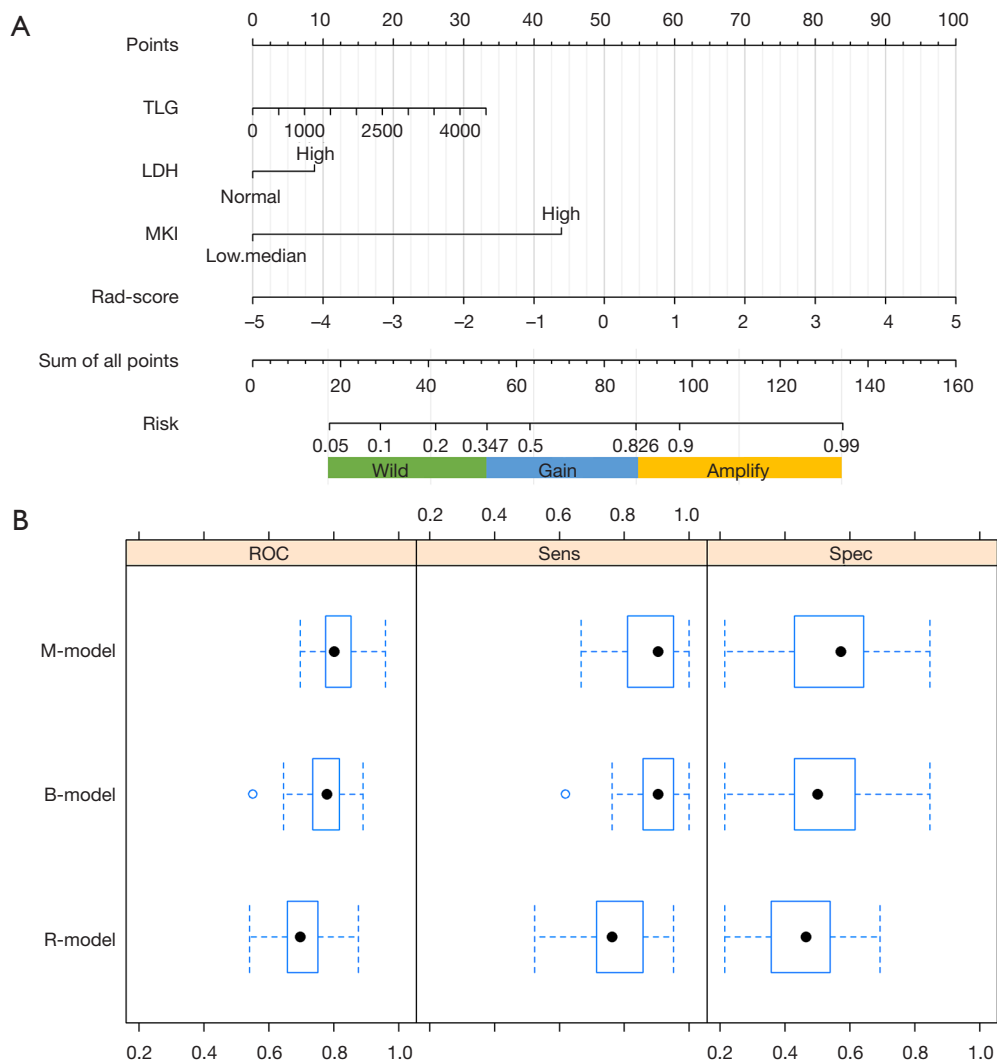 A
0 10 20 30 40 50 60 70 80 90 100
Points
TLG
0 1000 2500 4000
High
LDH
Normal
High
MKI
Low.median
Rad-score
−5 −4 −3 −2 −1 0 1 2 3 4 5
Sum of all points
0 20 40 60 80 100 120 140 160
Risk
0.05 0.1 0.2 0.347 0.5 0.826 0.9 0.99
Wild Gain Amplify
B
0.2 0.4 0.6 0.8 1.0
ROC Sens Spec
M-model
B-model
R-model
0.2 0.4 0.6 0.8 1.0 0.2 0.4 0.6 0.8 1.0